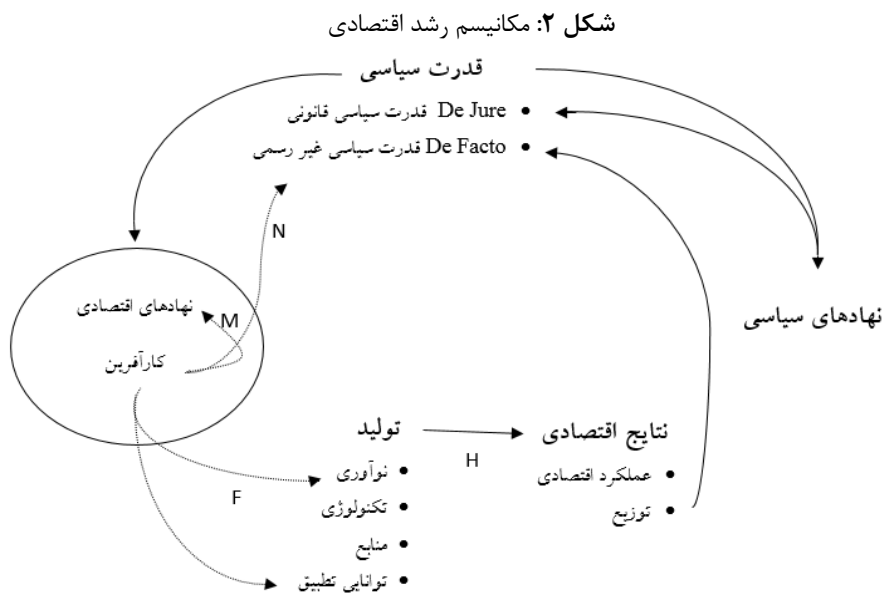 شکل ۲: مکانیسم رشد اقتصادی
قدرت سیاسی
• De Jure قدرت سیاسی قانونی
• De Facto قدرت سیاسی غیر رسمی
N
نهادهای اقتصادی
M
کارآفرین
نهادهای سیاسی
تولید
H
نتایج اقتصادی
• نوآوری
• تکنولوژی
• منابع
• توانایی تطبیق
F
• عملکرد اقتصادی
• توزیع